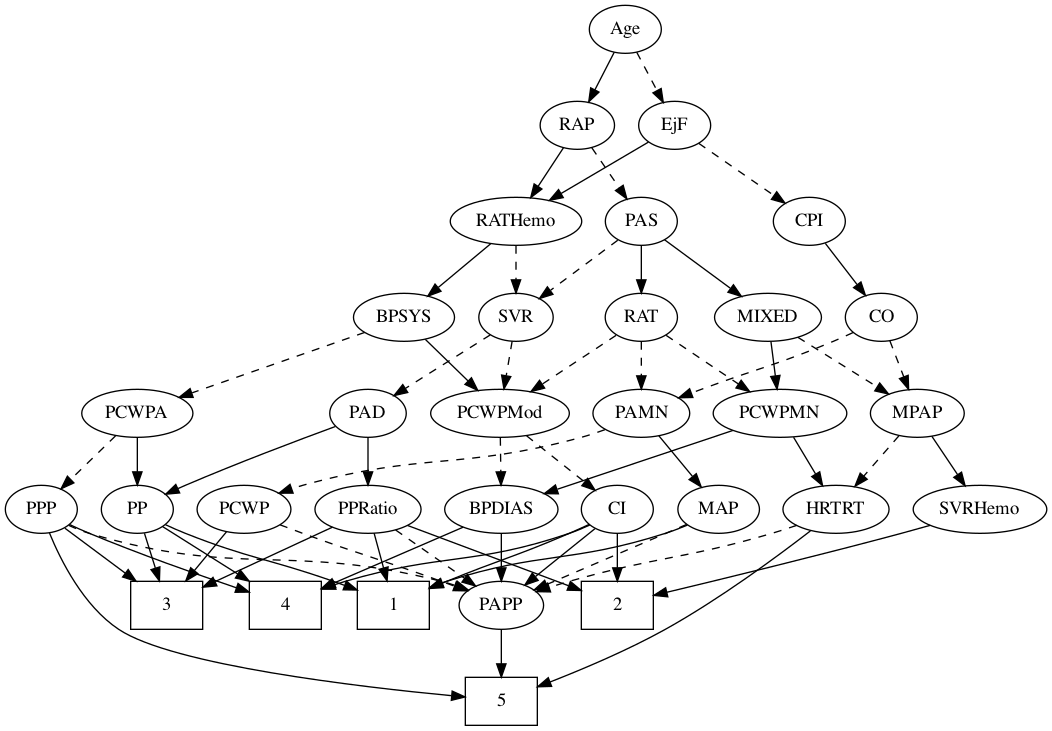 Age
RAP
EjF
RATHemo
PAS
CPI
BPSYS
SVR
RAT
MIXED
CO
PCWPA
PAD
PCWPMod
PAMN
PCWPMN
MPAP
PPP
PP
PCWP
PPRatio
BPDIAS
CI
MAP
HRTRT
SVRHemo
3
4
1
PAPP
2
5